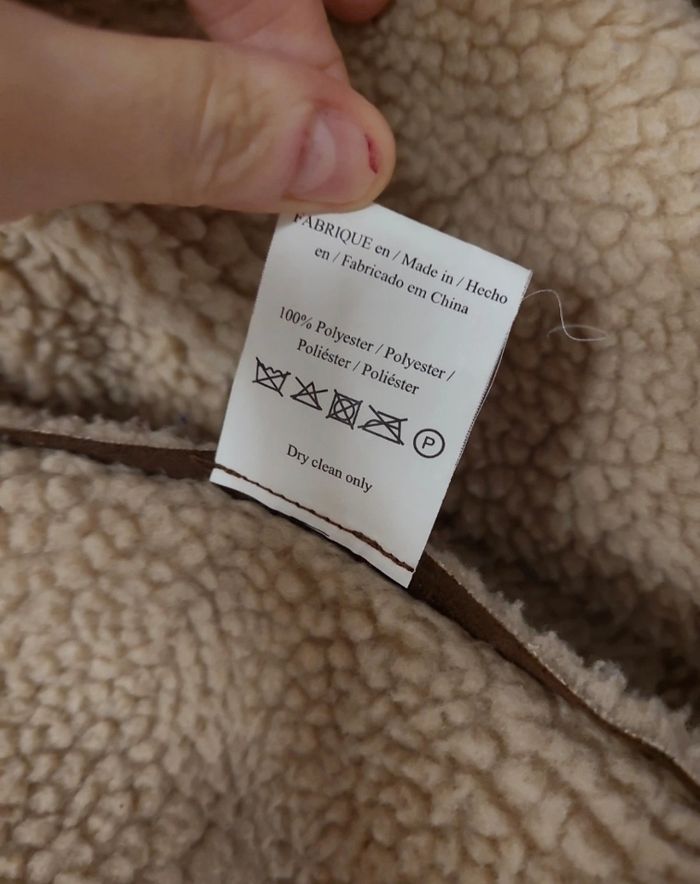 FABRIQUE en / Made in / Hecho
en / Fabricado em China
100% Polyester / Polyester /
Poliéster / Poliéster
P
Dry clean only